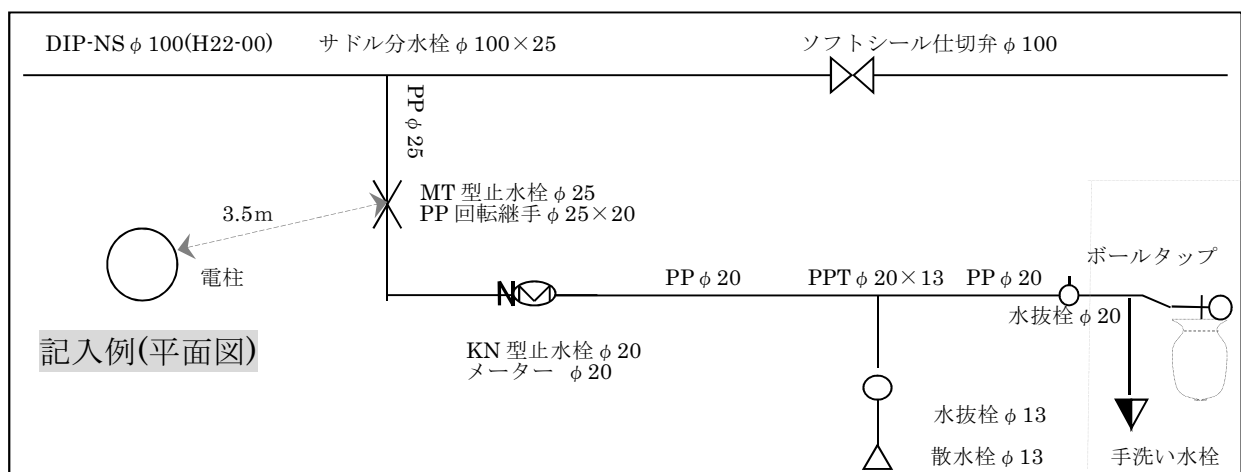 DIP-NSφ100(H22-00)
サドル分水栓φ100×25
ソフトシール仕切弁φ100
PPφ25
MT型止水栓φ25
PP回転継手φ25×20
3.5m
電柱
ボールタップ
PPφ20
PPTφ20×13
PPφ20
水抜栓φ20
記入例(平面図)
KN型止水栓φ20
メーター φ20
水抜栓φ13
散水栓φ13
手洗い水栓